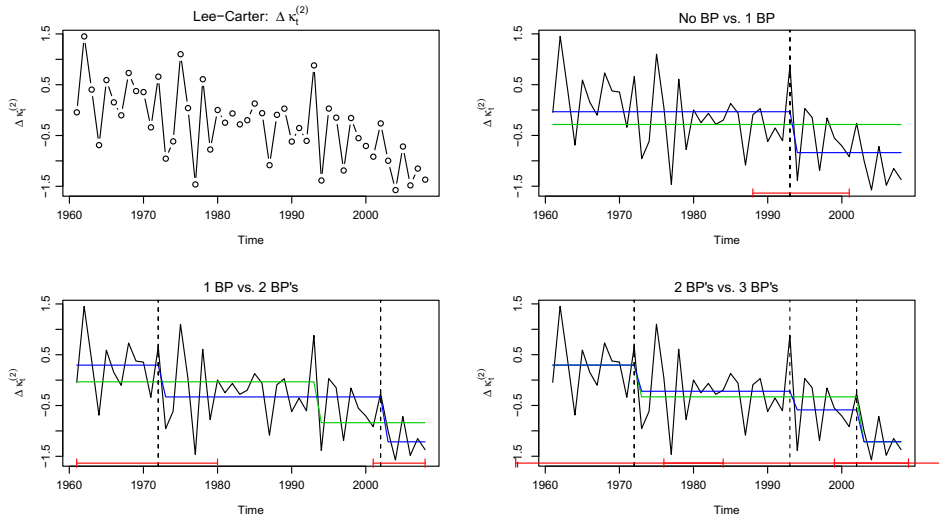 Lee−Carter: Δ κt(2)
Δ κt(2)
1.5
0.5
−0.5
−1.5
1960 1970 1980 1990 2000
Time
No BP vs. 1 BP
Δ κt(2)
1.5
0.5
−0.5
−1.5
1960 1970 1980 1990 2000
Time
1 BP vs. 2 BP's
Δ κt(2)
1.5
0.5
−0.5
−1.5
1960 1970 1980 1990 2000
Time
2 BP's vs. 3 BP's
Δ κt(2)
1.5
0.5
−0.5
−1.5
1960 1970 1980 1990 2000
Time